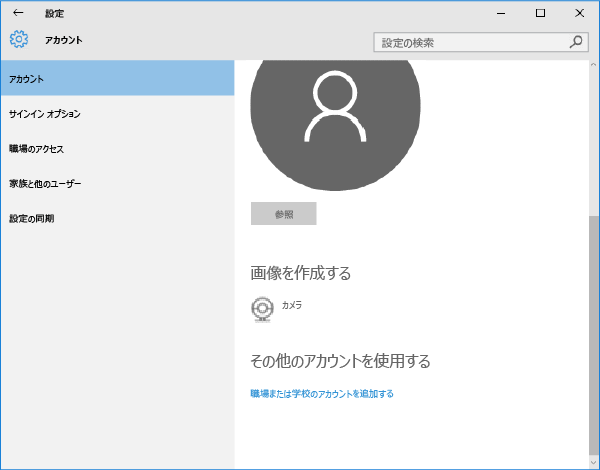 設定
アカウント
設定の検索
アカウント
サインイン オプション
職場のアクセス
家族と他のユーザー
設定の同期
参照
画像を作成する
カメラ
その他のアカウントを使用する
職場または学校のアカウントを追加する